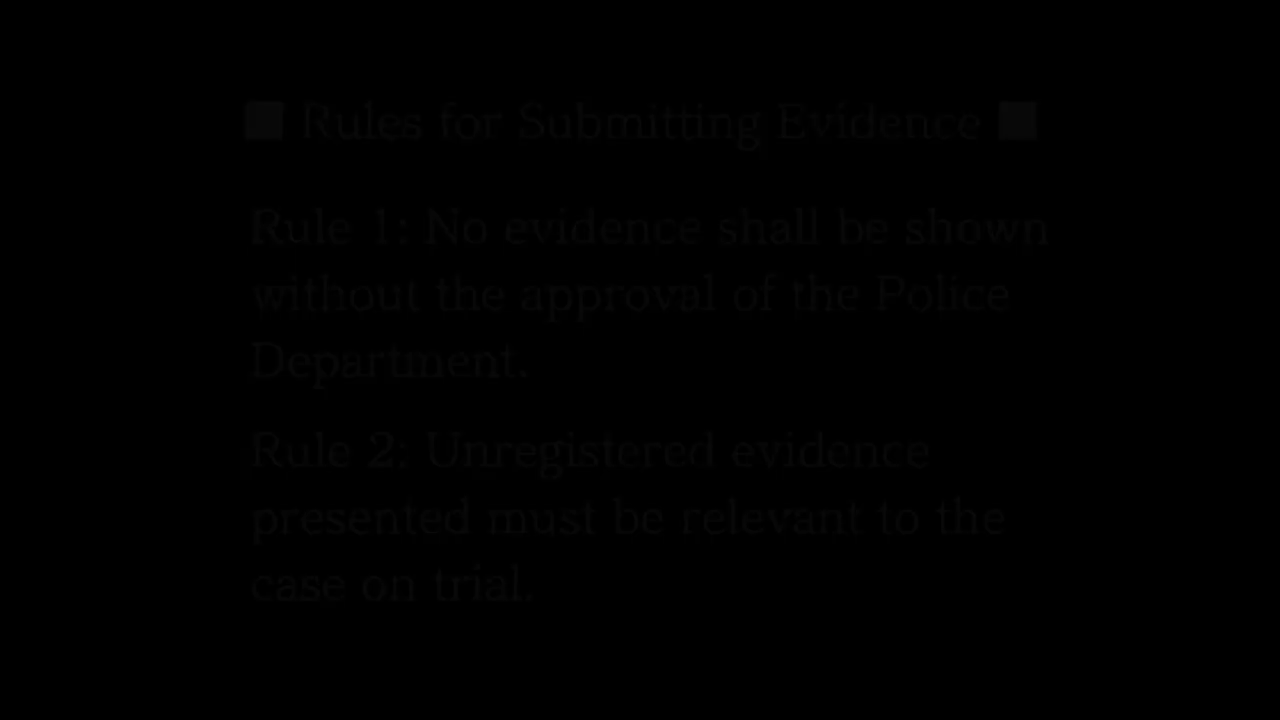 ■ Rules for Submitting Evidence ■
Rule 1: No evidence shall be shown
without the approval of the Police
Department.
Rule 2: Unregistered evidence
presented must be relevant to the
case on trial.